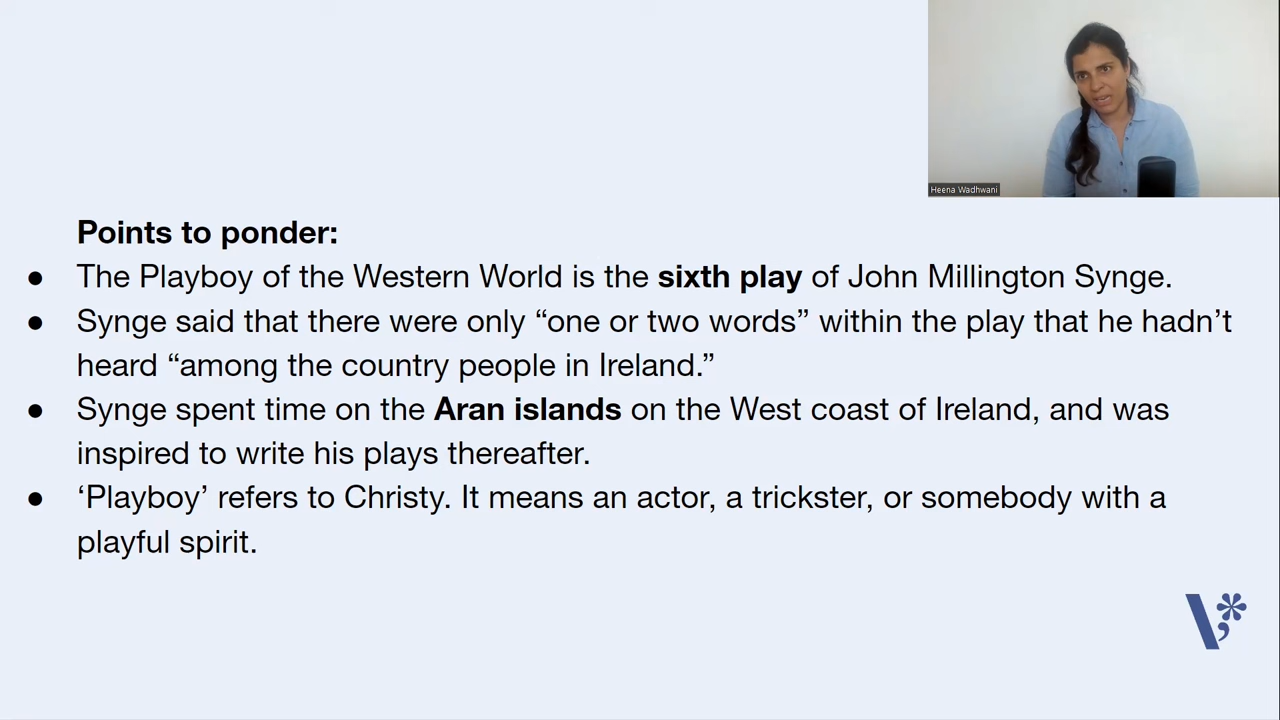 Heena Wadhwani
Points to ponder:
● The Playboy of the Western World is the sixth play of John Millington Synge.
● Synge said that there were only “one or two words” within the play that he hadn’t
heard “among the country people in Ireland.”
● Synge spent time on the Aran islands on the West coast of Ireland, and was
inspired to write his plays thereafter.
● ‘Playboy’ refers to Christy. It means an actor, a trickster, or somebody with a
playful spirit.